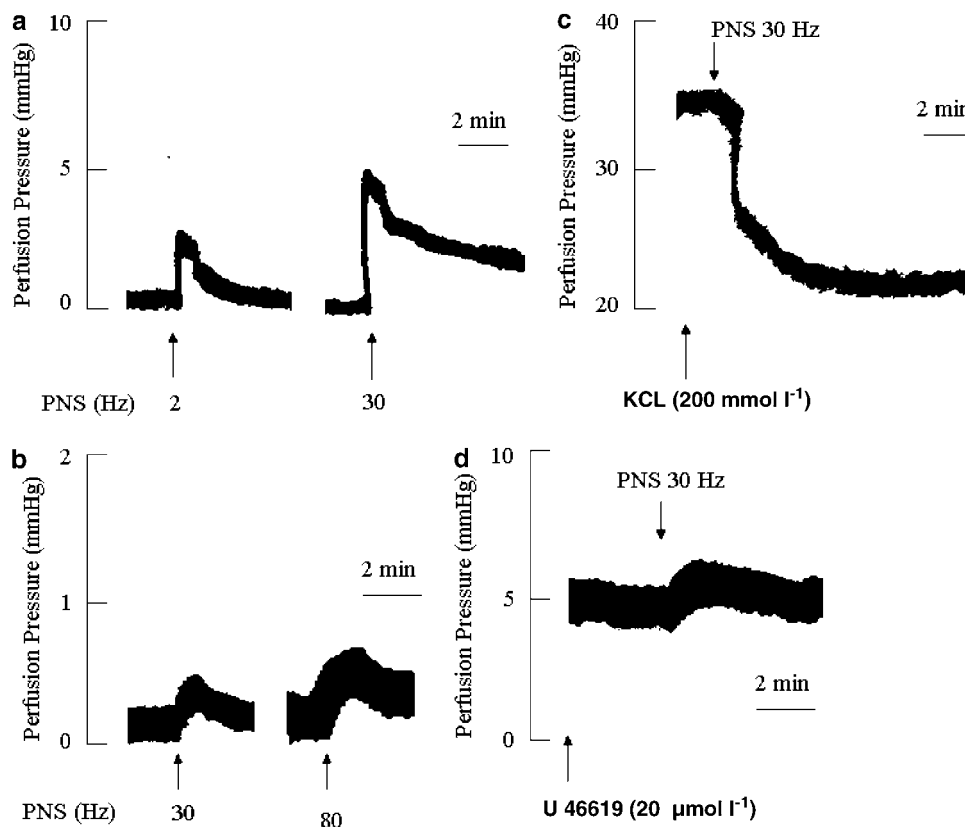 a
10
5
0
Perfusion Pressure (mmHg)
2 min
PNS (Hz) 2 30
b
2
1
0
Perfusion Pressure (mmHg)
2 min
PNS (Hz) 30 80
c
40
30
20
Perfusion Pressure (mmHg)
PNS 30 Hz
2 min
KCL (200 mmol l⁻¹)
d
10
5
0
Perfusion Pressure (mmHg)
PNS 30 Hz
2 min
U 46619 (20 µmol l⁻¹)